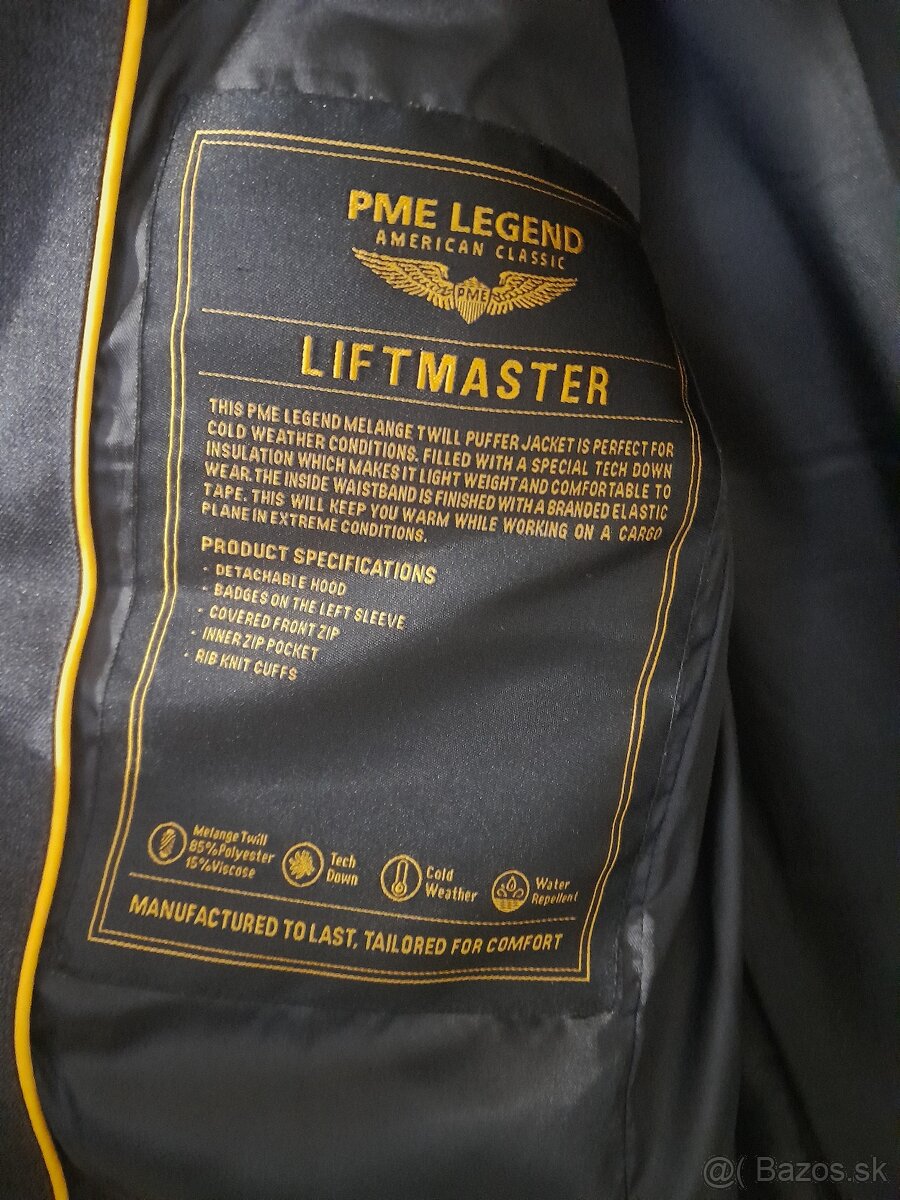 PME LEGEND
AMERICAN CLASSIC
PME
LIFTMASTER
THIS PME LEGEND MELANGE TWILL PUFFER JACKET IS PERFECT FOR
COLD WEATHER CONDITIONS. FILLED WITH A SPECIAL TECH DOWN
INSULATION WHICH MAKES IT LIGHT WEIGHT AND COMFORTABLE TO
WEAR. THE INSIDE WAISTBAND IS FINISHED WITH A BRANDED ELASTIC
TAPE. THIS WILL KEEP YOU WARM WHILE WORKING ON A CARGO
PLANE IN EXTREME CONDITIONS.
PRODUCT SPECIFICATIONS
· DETACHABLE HOOD
· BADGES ON THE LEFT SLEEVE
· COVERED FRONT ZIP
· INNER ZIP POCKET
· RIB KNIT CUFFS
Melange Twill
85%Polyester
15%Viscose
Tech
Down
Cold
Weather
Water
Repellent
MANUFACTURED TO LAST, TAILORED FOR COMFORT
@( Bazos.sk